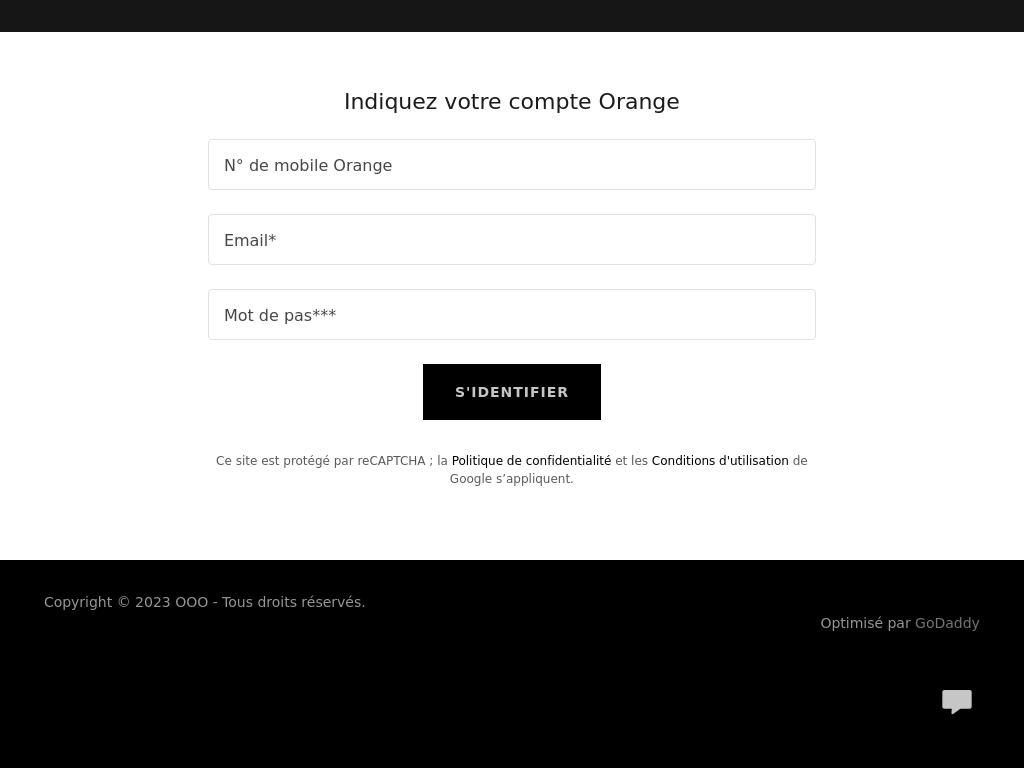 Indiquez votre compte Orange
N° de mobile Orange
Email*
Mot de pas***
S'IDENTIFIER
Ce site est protégé par reCAPTCHA ; la Politique de confidentialité et les Conditions d'utilisation de
Google s’appliquent.
Copyright © 2023 OOO - Tous droits réservés.
Optimisé par GoDaddy